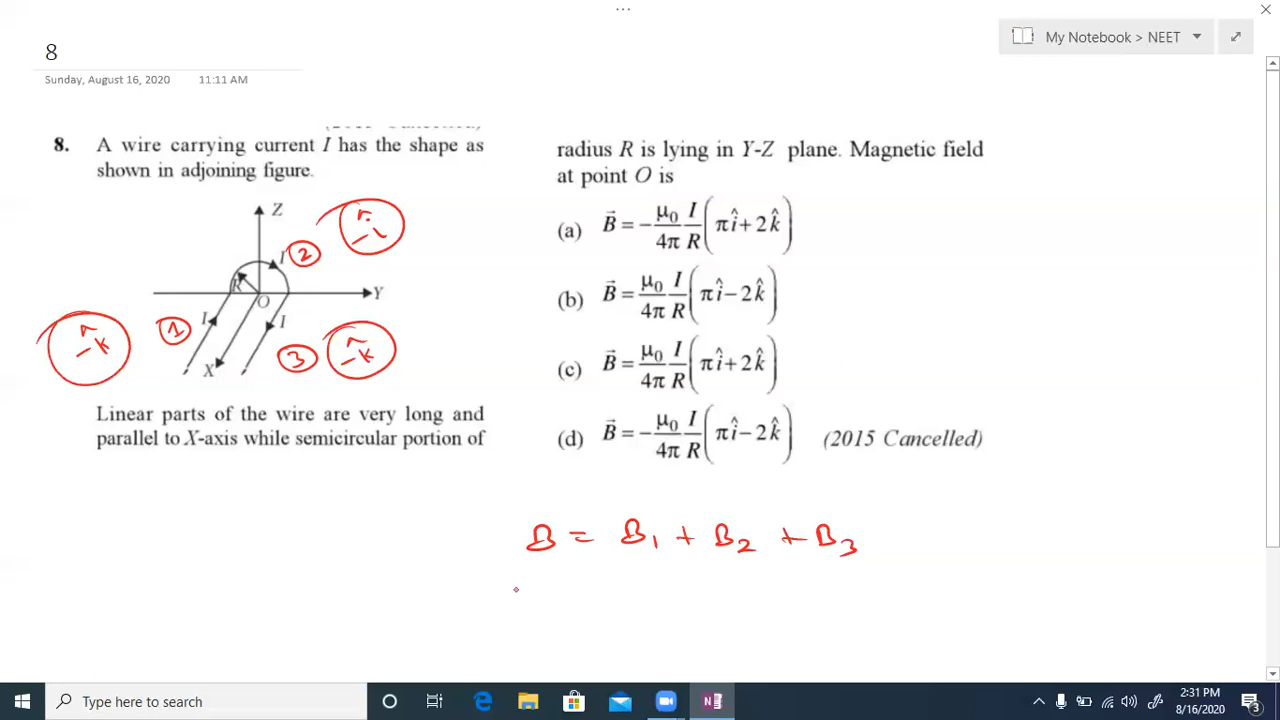 ...
My Notebook > NEET
8
Sunday, August 16, 2020 11:11 AM
8. A wire carrying current I has the shape as
shown in adjoining figure.
Z
-î
2
I
R
O
Y
I
1
I
-k̂
3
-k̂
X
Linear parts of the wire are very long and
parallel to X-axis while semicircular portion of
radius R is lying in Y-Z plane. Magnetic field
at point O is
(a) B⃗ = -μ₀/4π I/R (πî + 2k̂)
(b) B⃗ = μ₀/4π I/R (πî - 2k̂)
(c) B⃗ = μ₀/4π I/R (πî + 2k̂)
(d) B⃗ = -μ₀/4π I/R (πî - 2k̂) (2015 Cancelled)
B = B₁ + B₂ + B₃
Type here to search
2:31 PM
8/16/2020
3